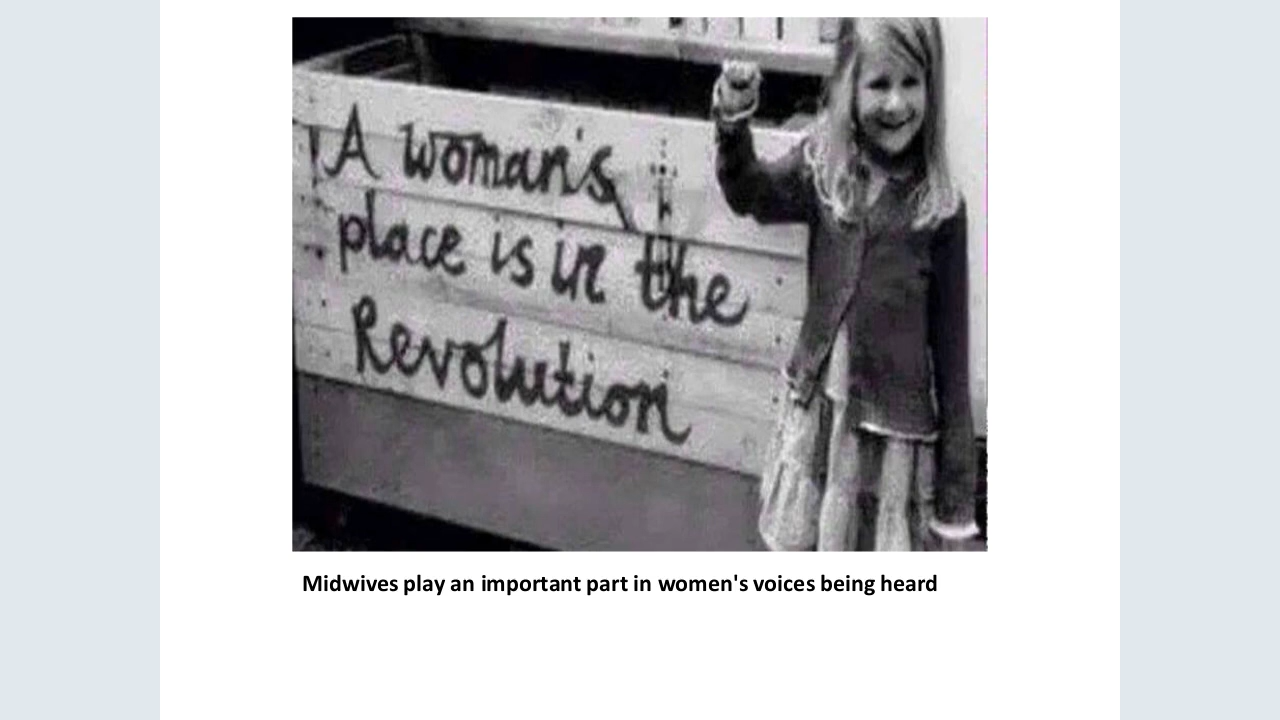 A woman's
place is in the
Revolution
Midwives play an important part in women's voices being heard